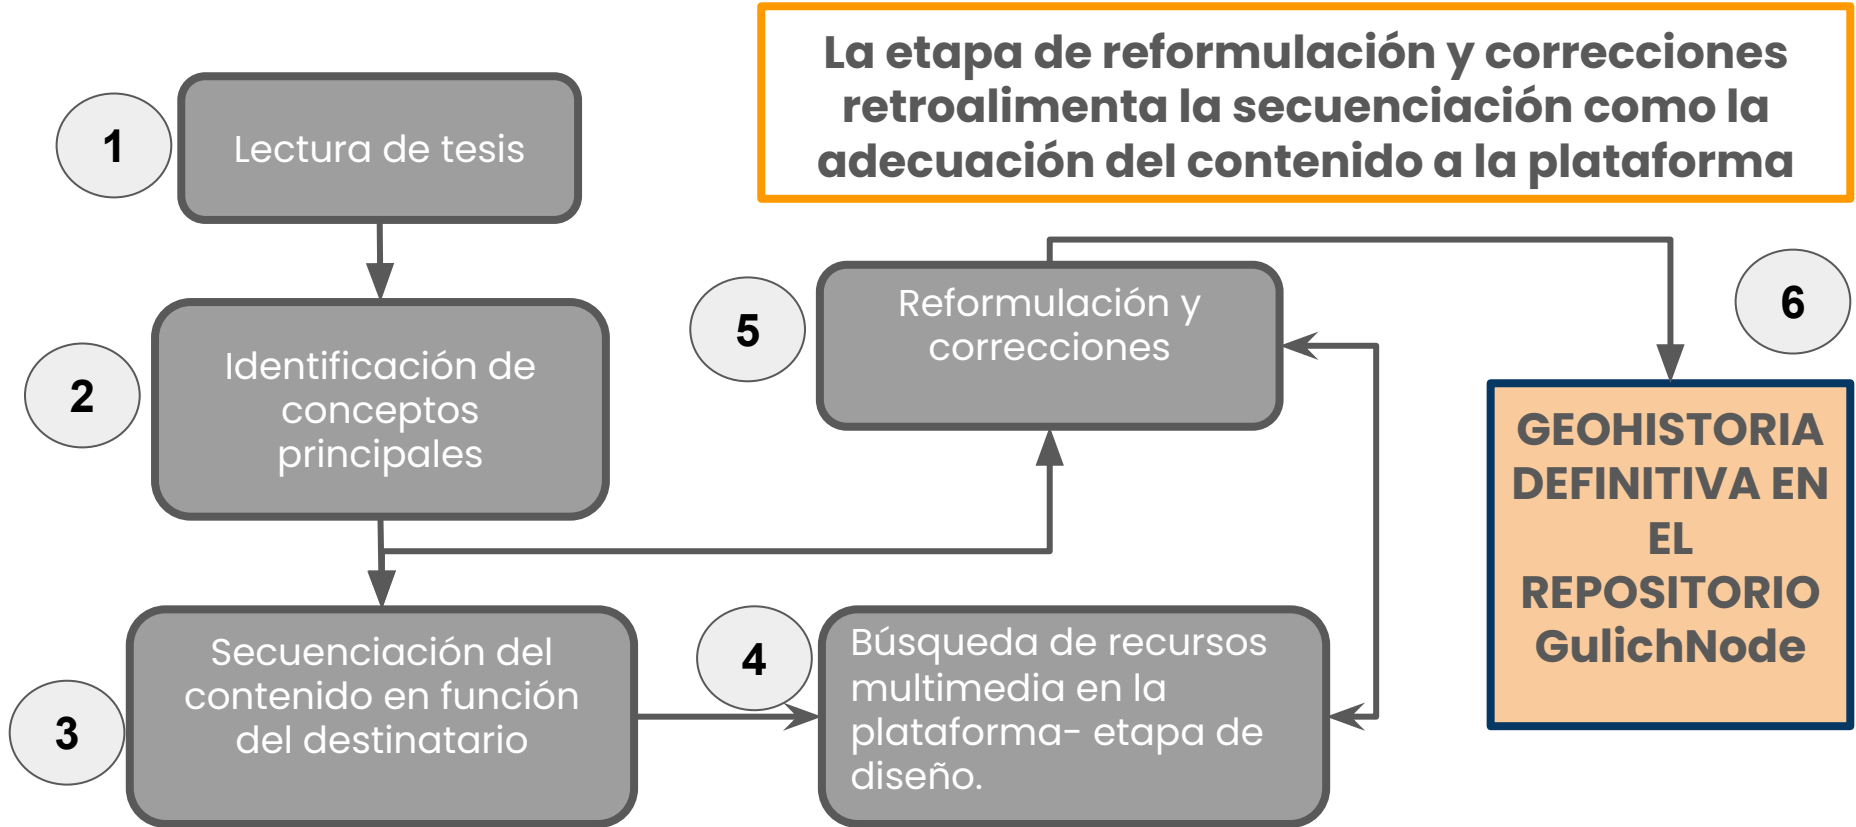 La etapa de reformulación y correcciones
retroalimenta la secuenciación como la
adecuación del contenido a la plataforma
1
Lectura de tesis
2
Identificación de
conceptos
principales
3
Secuenciación del
contenido en función
del destinatario
4
Búsqueda de recursos
multimedia en la
plataforma- etapa de
diseño.
5
Reformulación y
correcciones
6
GEOHISTORIA
DEFINITIVA EN
EL
REPOSITORIO
GulichNode